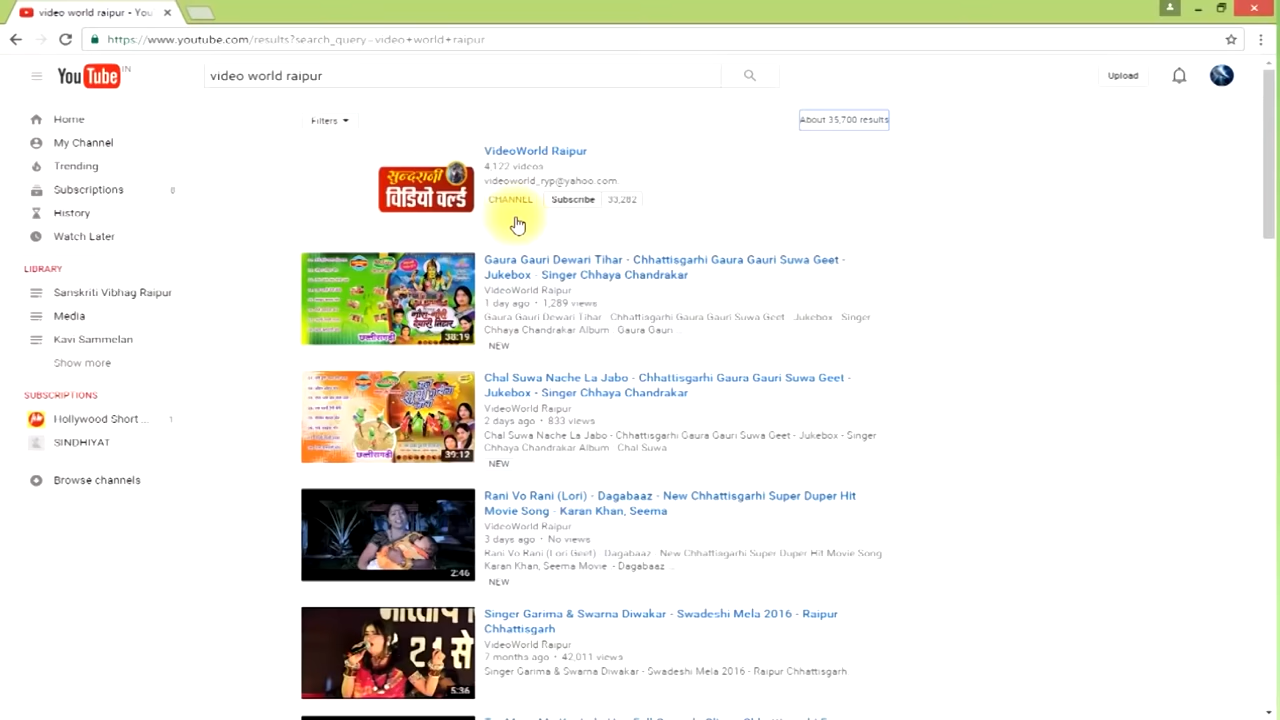 video world raipur - You
https://www.youtube.com/results?search_query=video+world+raipur
YouTube IN
video world raipur
Upload
Home
My Channel
Trending
Subscriptions
History
Watch Later
LIBRARY
Sanskriti Vibhag Raipur
Media
Kavi Sammelan
Show more
SUBSCRIPTIONS
Hollywood Short ... 1
SINDHIYAT
Browse channels
Filters
About 35,700 results
सुन्दरानी
विडियो वर्ल्ड
VideoWorld Raipur
4,122 videos
videoworld_ryp@yahoo.com
CHANNEL Subscribe 33,282
38:19
Gaura Gauri Dewari Tihar - Chhattisgarhi Gaura Gauri Suwa Geet -
Jukebox - Singer Chhaya Chandrakar
VideoWorld Raipur
1 day ago • 1,289 views
Gaura Gauri Dewari Tihar - Chhattisgarhi Gaura Gauri Suwa Geet - Jukebox - Singer
Chhaya Chandrakar Album - Gaura Gauri ...
NEW
छत्तीसगढ़ी
39:12
Chal Suwa Nache La Jabo - Chhattisgarhi Gaura Gauri Suwa Geet -
Jukebox - Singer Chhaya Chandrakar
VideoWorld Raipur
2 days ago • 833 views
Chal Suwa Nache La Jabo - Chhattisgarhi Gaura Gauri Suwa Geet - Jukebox - Singer
Chhaya Chandrakar Album - Chal Suwa
NEW
छत्तीसगढ़ी
2:46
Rani Vo Rani (Lori) - Dagabaaz - New Chhattisgarhi Super Duper Hit
Movie Song - Karan Khan, Seema
VideoWorld Raipur
3 days ago • No views
Rani Vo Rani (Lori Geet) - Dagabaaz - New Chhattisgarhi Super Duper Hit Movie Song
Karan Khan, Seema Movie - Dagabaaz ...
NEW
24 से
5:36
Singer Garima & Swarna Diwakar - Swadeshi Mela 2016 - Raipur
Chhattisgarh
VideoWorld Raipur
7 months ago • 42,011 views
Singer Garima & Swarna Diwakar - Swadeshi Mela 2016 - Raipur Chhattisgarh